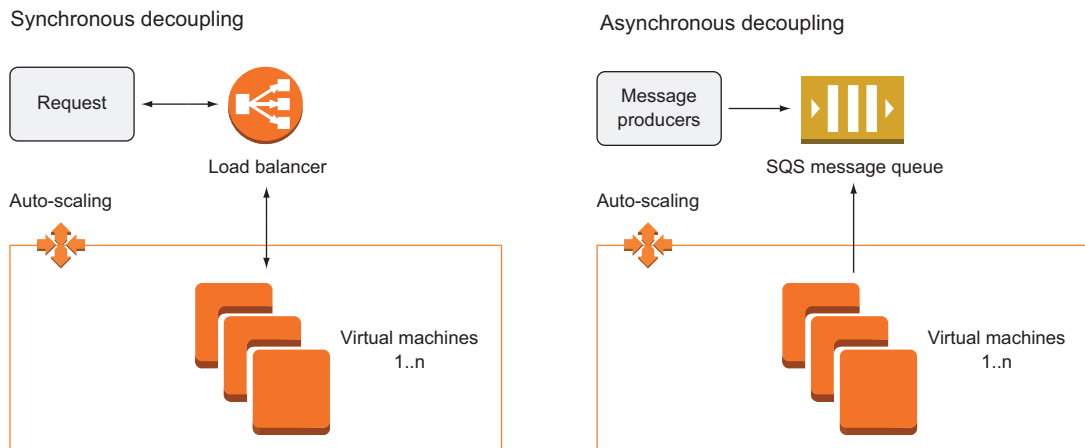 Synchronous decoupling
Request
Load balancer
Auto-scaling
Virtual machines
1..n
Asynchronous decoupling
Message
producers
SQS message queue
Auto-scaling
Virtual machines
1..n